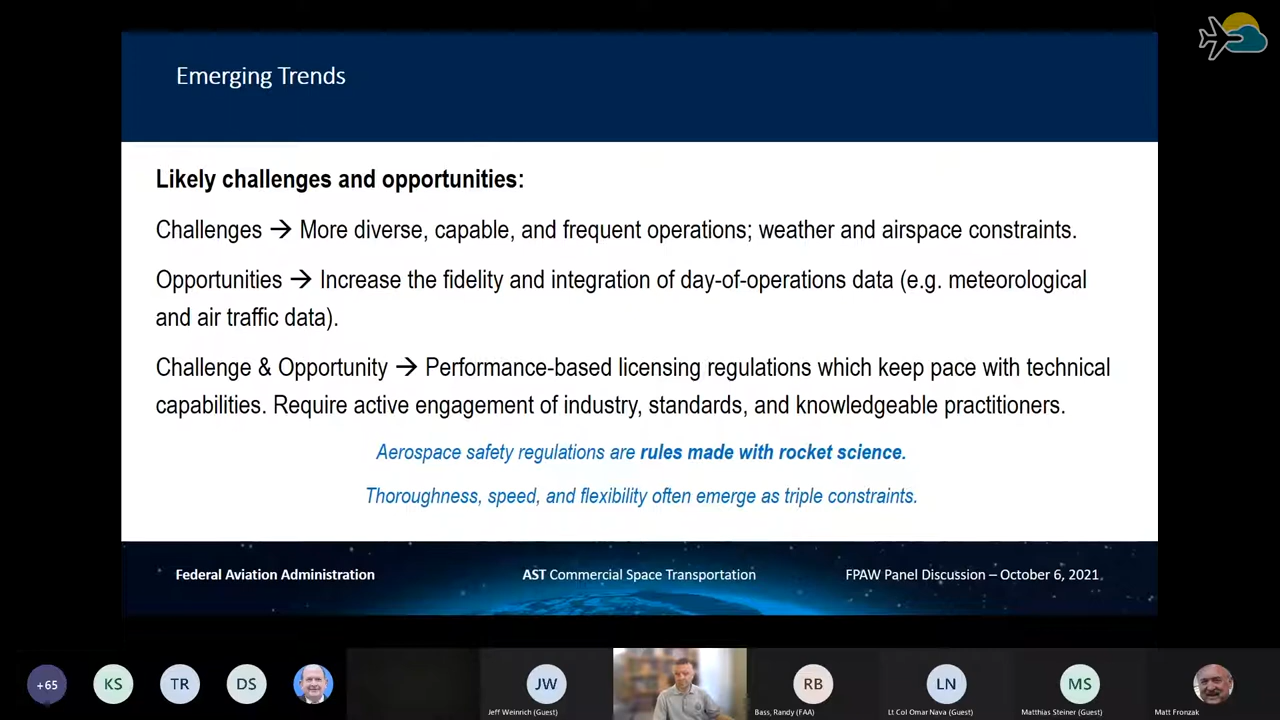 Emerging Trends
Likely challenges and opportunities:
Challenges → More diverse, capable, and frequent operations; weather and airspace constraints.
Opportunities → Increase the fidelity and integration of day-of-operations data (e.g. meteorological
and air traffic data).
Challenge & Opportunity → Performance-based licensing regulations which keep pace with technical
capabilities. Require active engagement of industry, standards, and knowledgeable practitioners.
Aerospace safety regulations are rules made with rocket science.
Thoroughness, speed, and flexibility often emerge as triple constraints.
Federal Aviation Administration
AST Commercial Space Transportation
FPAW Panel Discussion – October 6, 2021
+65
KS
TR
DS
JW
RB
LN
MS
Jeff Weinrich (Guest)
Bass, Randy (FAA)
Lt Col Omar Nava (Guest)
Matthias Steiner (Guest)
Matt Fronzak